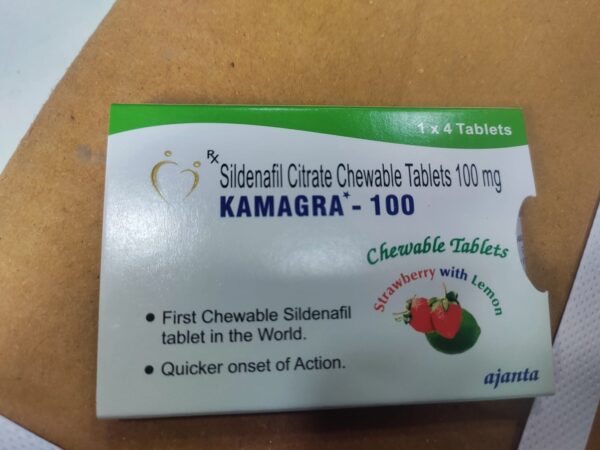 1 x 4 Tablets
Rx Sildenafil Citrate Chewable Tablets 100 mg
KAMAGRA* - 100
Chewable Tablets
Strawberry with Lemon
• First Chewable Sildenafil
tablet in the World.
• Quicker onset of Action.
ajanta